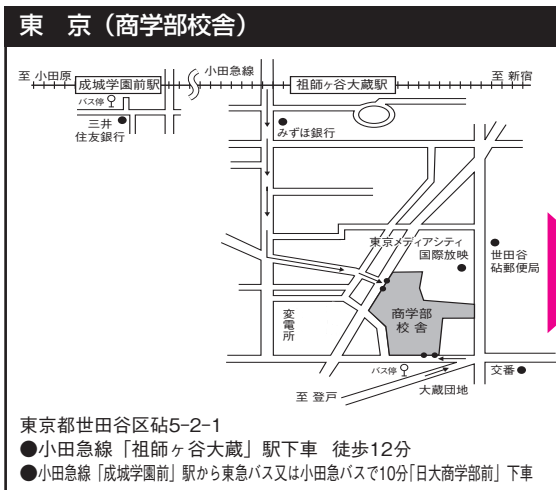 東 京（商学部校舎）
至 小田原
成城学園前駅
小田急線
祖師ヶ谷大蔵駅
至 新宿
バス停
三井
住友銀行
みずほ銀行
東京メディアシティ
国際放映
世田谷
砧郵便局
商学部
校 舎
変電所
バス停
交番
大蔵団地
至 登戸
東京都世田谷区砧5-2-1
●小田急線「祖師ヶ谷大蔵」駅下車 徒歩12分
●小田急線「成城学園前」駅から東急バス又は小田急バスで10分「日大商学部前」下車